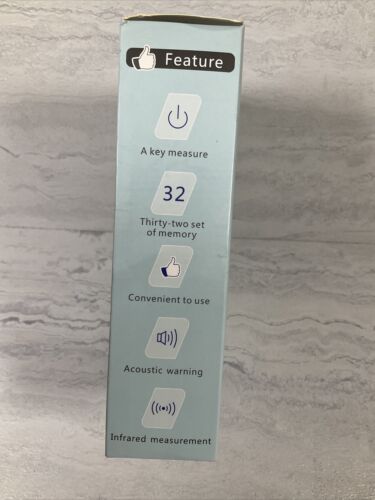 Feature
A key measure
32
Thirty-two set
of memory
Convenient to use
Acoustic warning
Infrared measurement